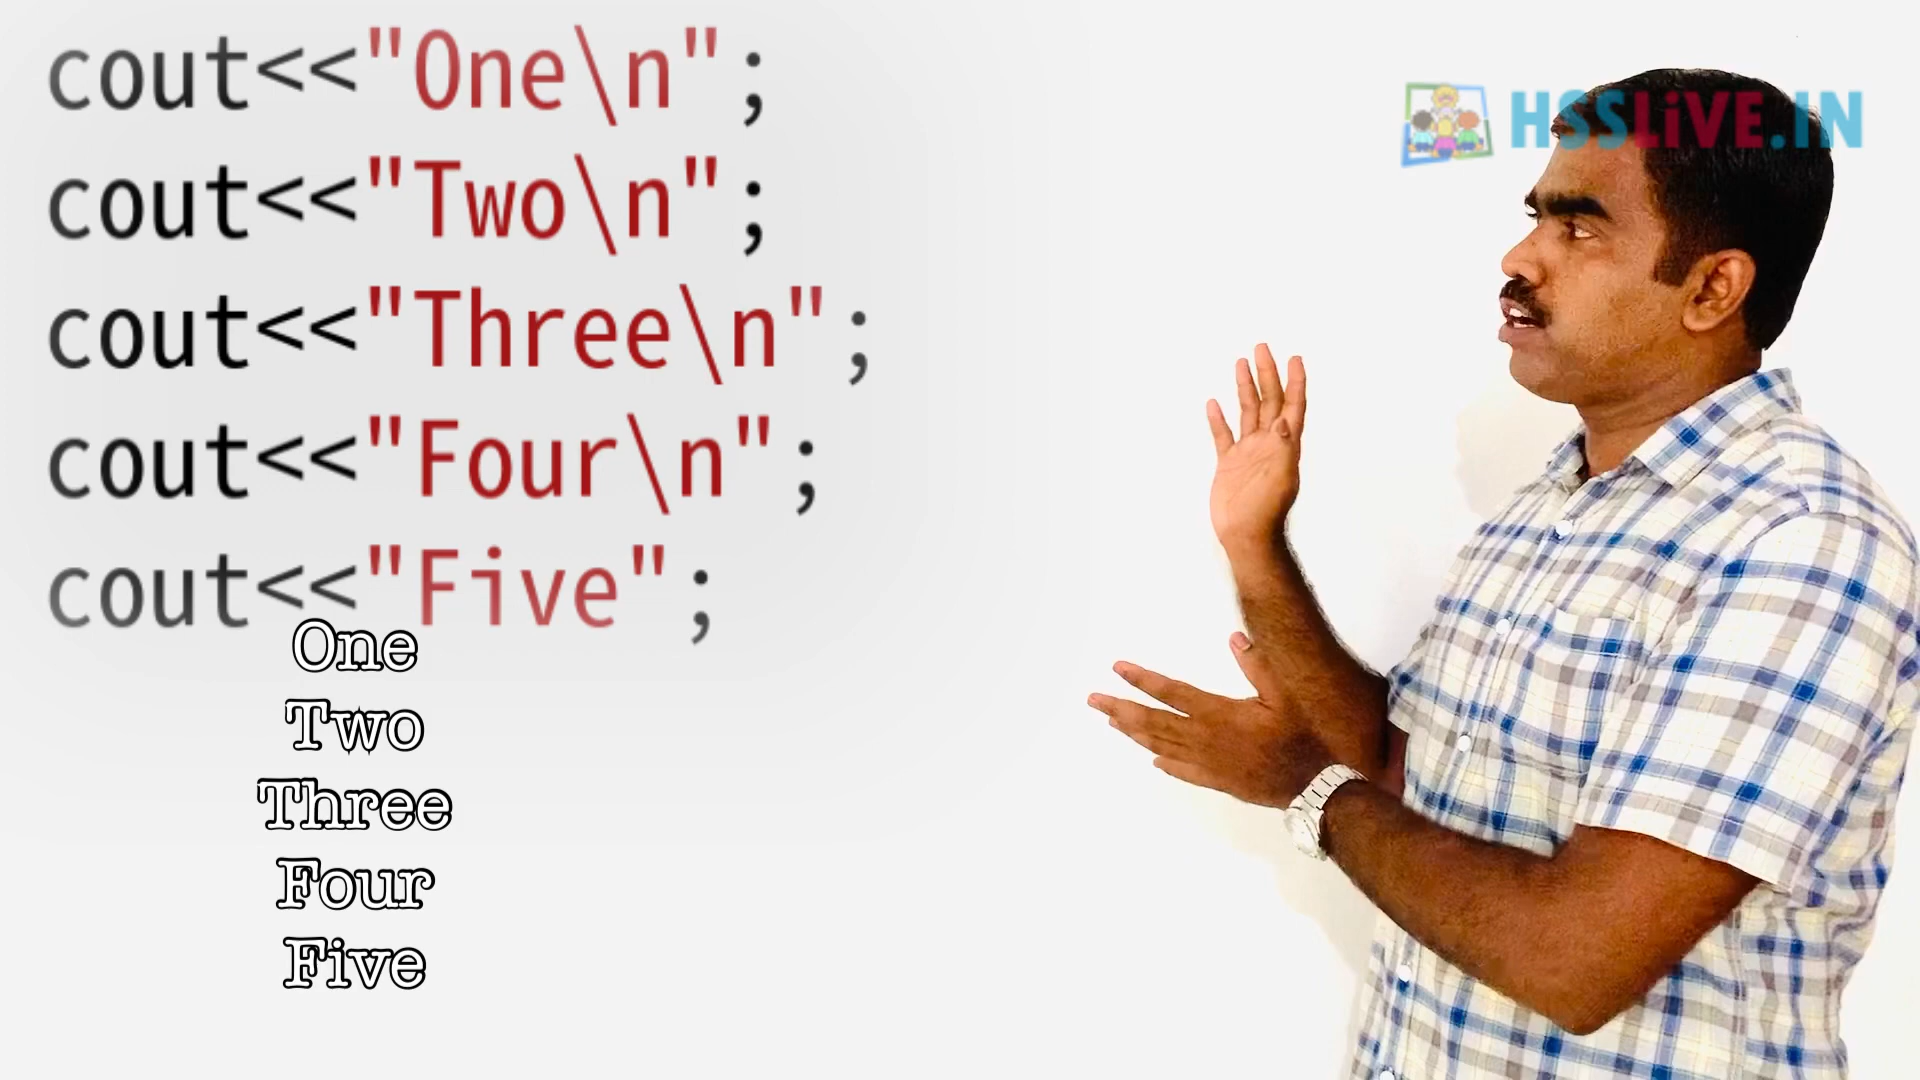 cout<<"One\n";
cout<<"Two\n";
cout<<"Three\n";
cout<<"Four\n";
cout<<"Five";
One
Two
Three
Four
Five
HSSLiVE.IN